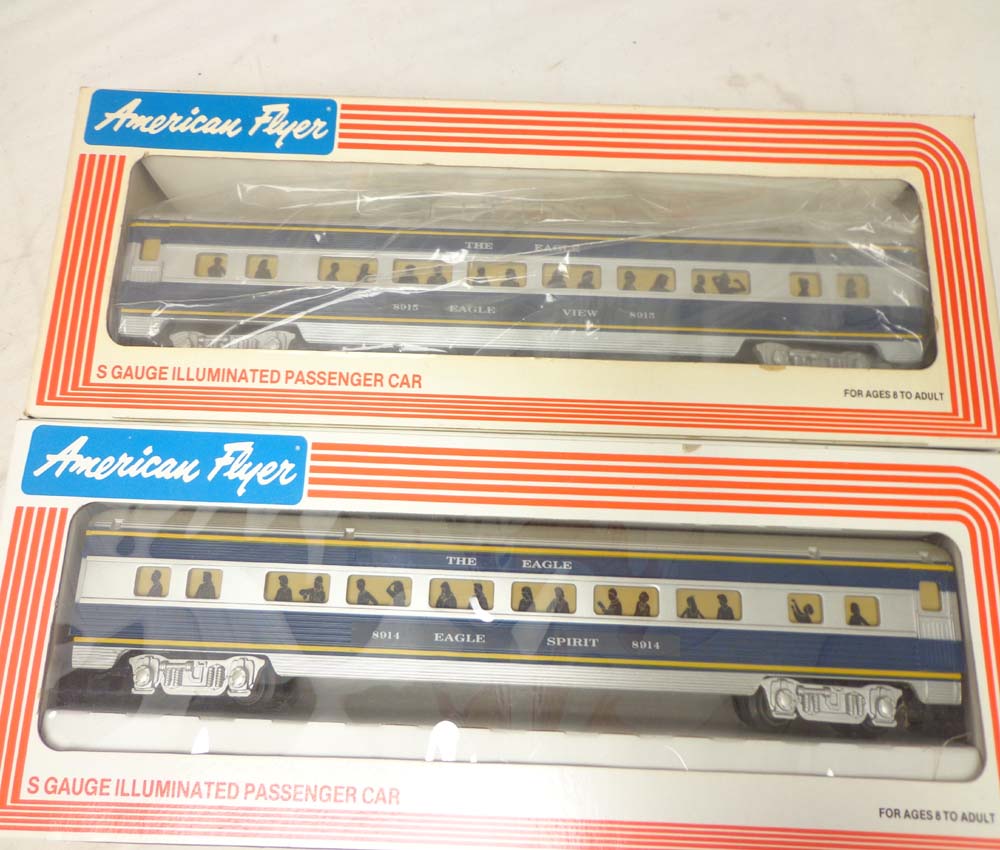 American Flyer
THE EAGLE
8915 EAGLE VIEW 8915
S GAUGE ILLUMINATED PASSENGER CAR
FOR AGES 8 TO ADULT
American Flyer
THE EAGLE
8914 EAGLE SPIRIT 8914
S GAUGE ILLUMINATED PASSENGER CAR
FOR AGES 8 TO ADULT